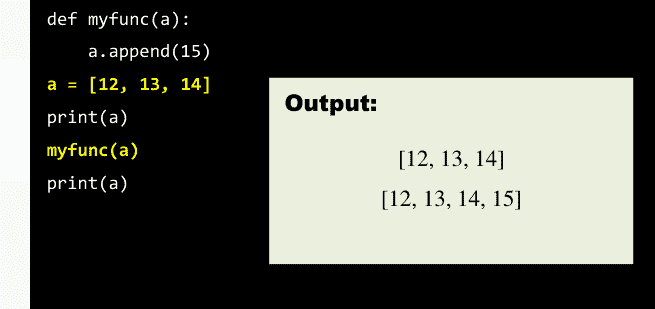 def myfunc(a):
    a.append(15)
a = [12, 13, 14]
print(a)
myfunc(a)
print(a)
Output:
[12, 13, 14]
[12, 13, 14, 15]